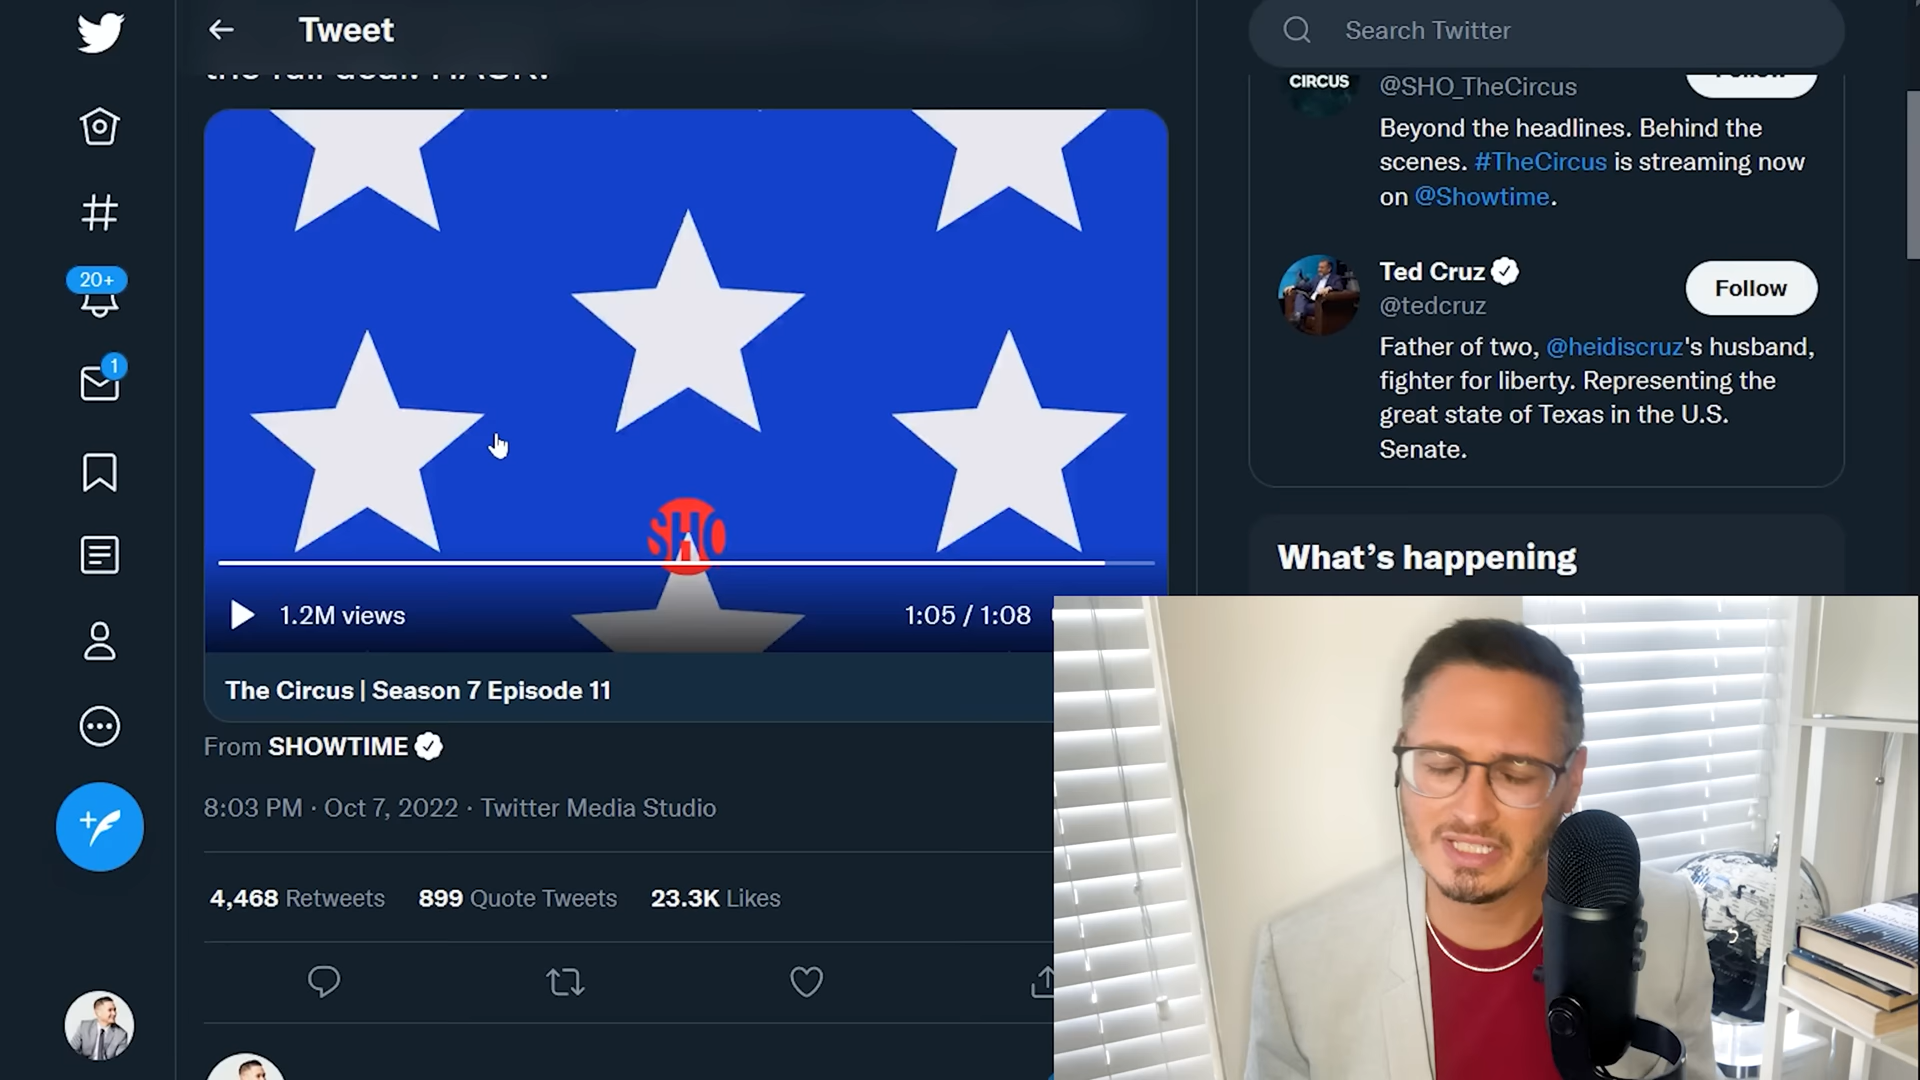 Tweet
Search Twitter
CIRCUS
@SHO_TheCircus
Follow
Beyond the headlines. Behind the
scenes. #TheCircus is streaming now
on @Showtime.
20+
1
Ted Cruz
@tedcruz
Follow
Father of two, @heidiscruz's husband,
fighter for liberty. Representing the
great state of Texas in the U.S.
Senate.
SHO
What's happening
1.2M views
1:05 / 1:08
The Circus | Season 7 Episode 11
From SHOWTIME
8:03 PM · Oct 7, 2022 · Twitter Media Studio
4,468 Retweets 899 Quote Tweets 23.3K Likes